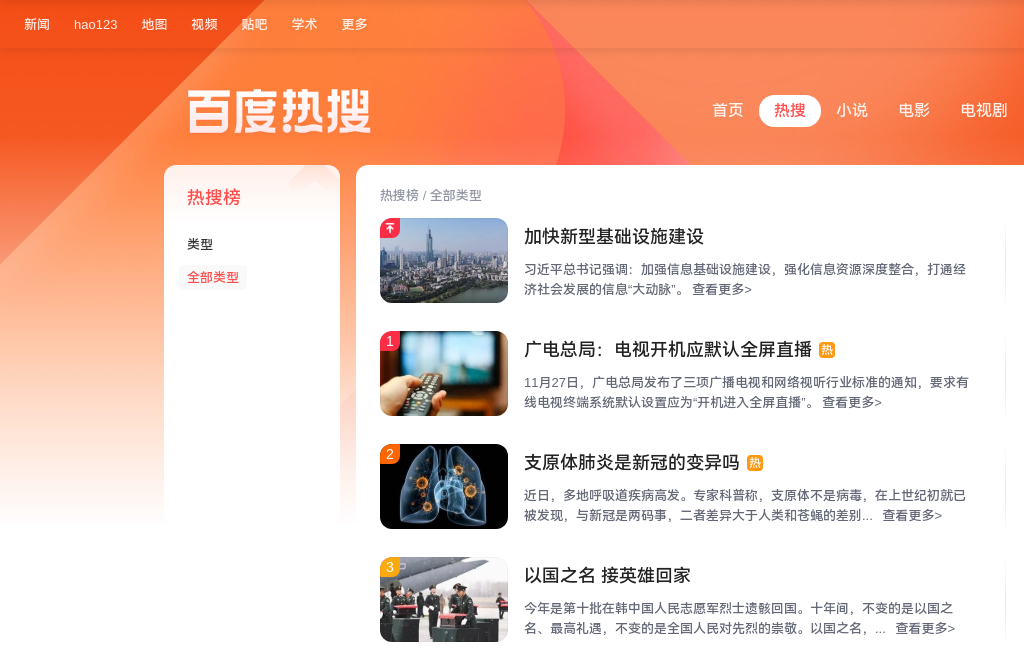 新闻 hao123 地图 视频 贴吧 学术 更多
百度热搜
首页 热搜 小说 电影 电视剧
热搜榜
类型
全部类型
热搜榜 / 全部类型
加快新型基础设施建设
习近平总书记强调：加强信息基础设施建设，强化信息资源深度整合，打通经
济社会发展的信息“大动脉”。 查看更多>
1
广电总局：电视开机应默认全屏直播 热
11月27日，广电总局发布了三项广播电视和网络视听行业标准的通知，要求有
线电视终端系统默认设置应为“开机进入全屏直播”。 查看更多>
2
支原体肺炎是新冠的变异吗 热
近日，多地呼吸道疾病高发。专家科普称，支原体不是病毒，在上世纪初就已
被发现，与新冠是两码事，二者差异大于人类和苍蝇的差别... 查看更多>
3
以国之名 接英雄回家
今年是第十批在韩中国人民志愿军烈士遗骸回国。十年间，不变的是以国之
名、最高礼遇，不变的是全国人民对先烈的崇敬。以国之名，... 查看更多>